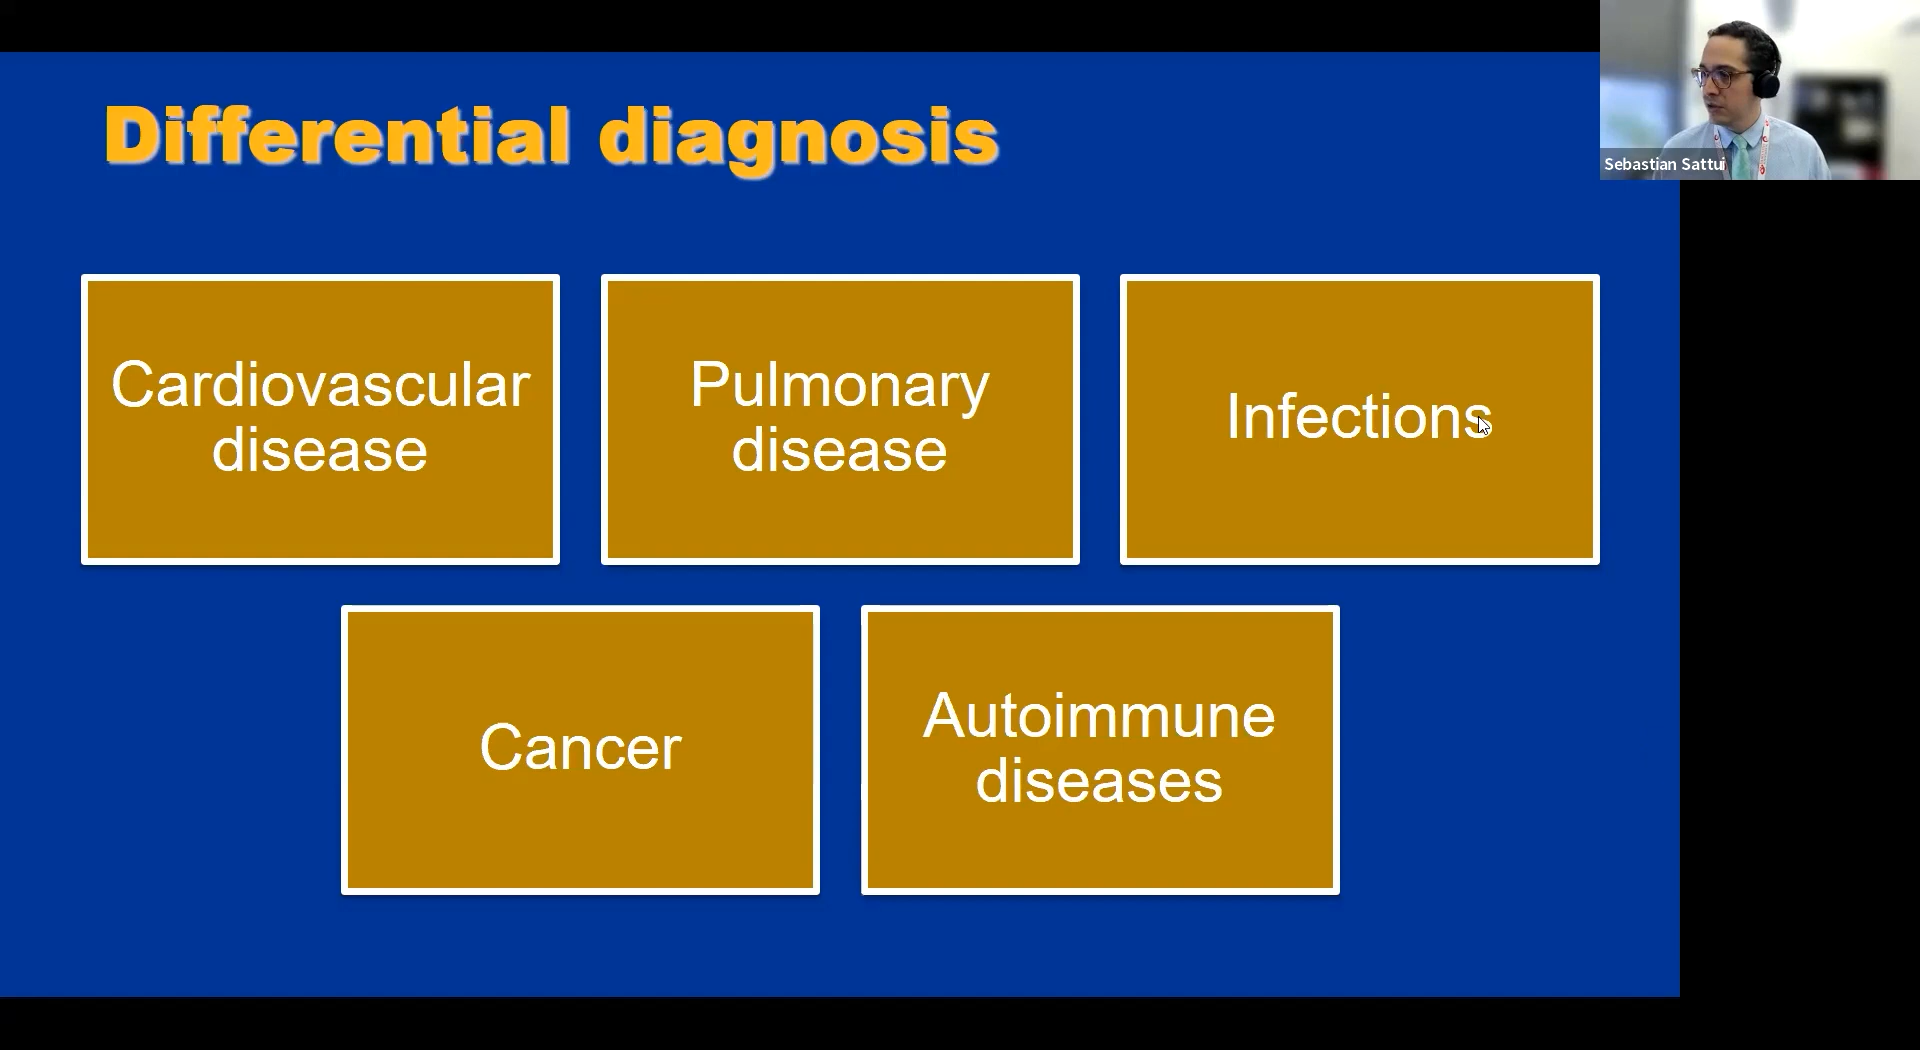 Differential diagnosis
Sebastian Sattui
Cardiovascular
disease
Pulmonary
disease
Infections
Cancer
Autoimmune
diseases